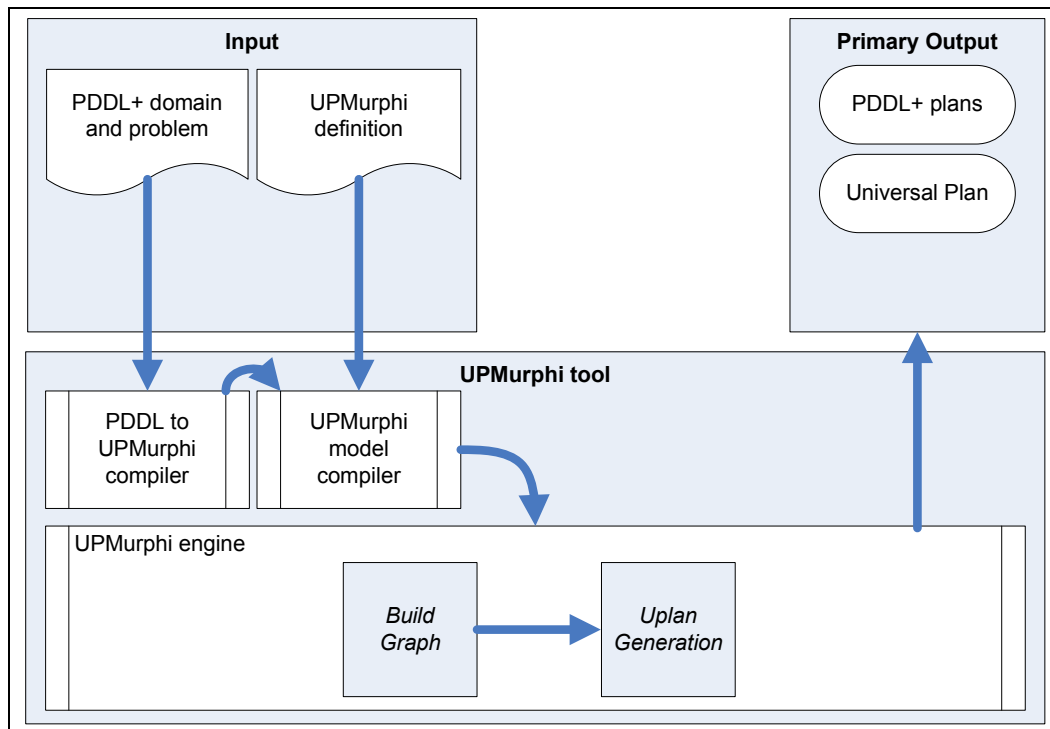 Input
PDDL+ domain
and problem
UPMurphi
definition
Primary Output
PDDL+ plans
Universal Plan
UPMurphi tool
PDDL to
UPMurphi
compiler
UPMurphi
model
compiler
UPMurphi engine
Build
Graph
Uplan
Generation